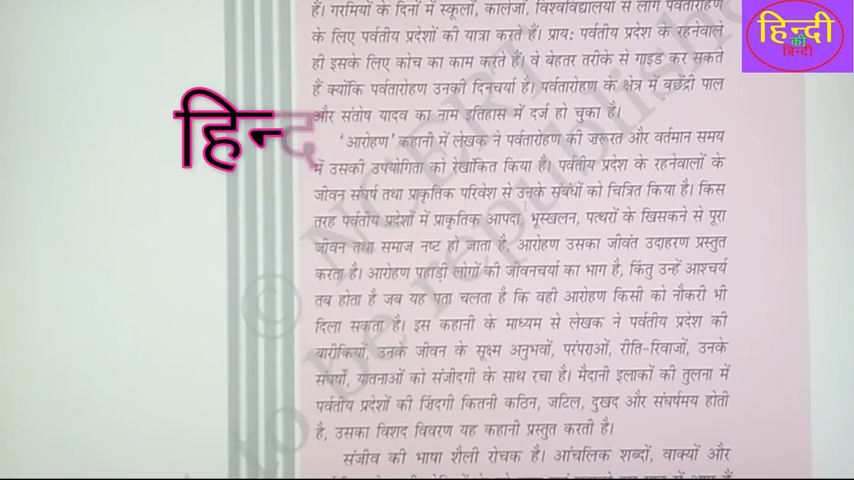 हैं। गरमियों के दिनों में स्कूलों, कालेजों, विश्वविद्यालयों से लोग पर्वतारोहण
के लिए पर्वतीय प्रदेशों की यात्रा करते हैं। प्रायः पर्वतीय प्रदेश के रहनेवाले
ही इसके लिए कोच का काम करते हैं। वे बेहतर तरीके से गाइड कर सकते
हैं क्योंकि पर्वतारोहण उनकी दिनचर्या है। पर्वतारोहण के क्षेत्र में बछेंद्री पाल
और संतोष यादव का नाम इतिहास में दर्ज हो चुका है।
'आरोहण' कहानी में लेखक ने पर्वतारोहण की ज़रूरत और वर्तमान समय
में उसकी उपयोगिता को रेखांकित किया है। पर्वतीय प्रदेश के रहनेवालों के
जीवन संघर्ष तथा प्राकृतिक परिवेश से उनके संबंधों को चित्रित किया है। किस
तरह पर्वतीय प्रदेशों में प्राकृतिक आपदा, भूस्खलन, पत्थरों के खिसकने से पूरा
जीवन तथा समाज नष्ट हो जाता है, आरोहण उसका जीवंत उदाहरण प्रस्तुत
करता है। आरोहण पहाड़ी लोगों की जीवनचर्या का भाग है, किंतु उन्हें आश्चर्य
तब होता है जब यह पता चलता है कि वही आरोहण किसी को नौकरी भी
दिला सकता है। इस कहानी के माध्यम से लेखक ने पर्वतीय प्रदेश की
बारीकियों, उनके जीवन के सूक्ष्म अनुभवों, परंपराओं, रीति-रिवाजों, उनके
संघर्षों, यातनाओं को संजीदगी के साथ रचा है। मैदानी इलाकों की तुलना में
पर्वतीय प्रदेशों की ज़िंदगी कितनी कठिन, जटिल, दुखद और संघर्षमय होती
है, उसका विशद विवरण यह कहानी प्रस्तुत करती है।
संजीव की भाषा शैली रोचक है। आंचलिक शब्दों, वाक्यों और
हिन्द
हिन्दी
की
बिन्दी
© NCERT
to be republished